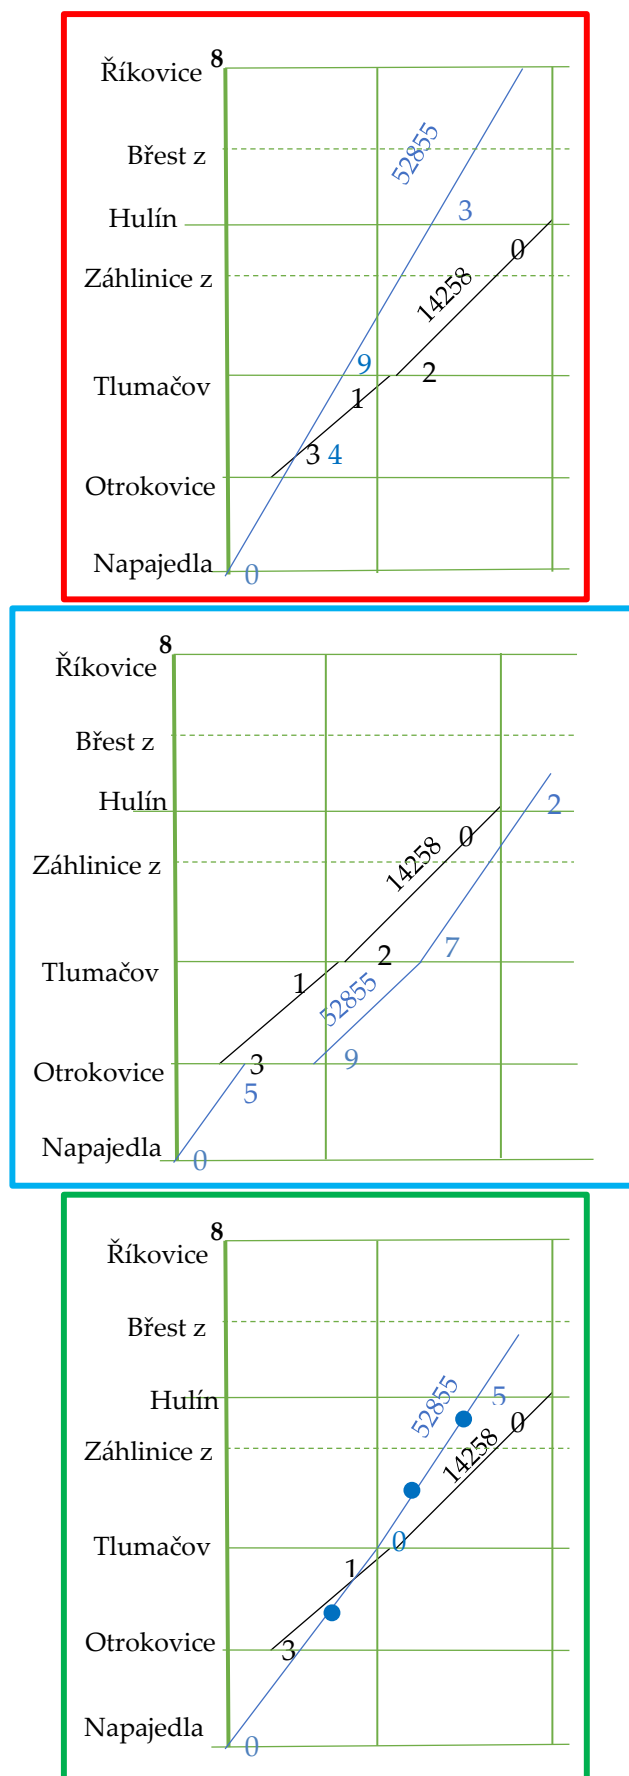 8
Říkovice
Břest z
52855
Hulín
3
0
Záhlinice z
14258
9
2
Tlumačov
1
3 4
Otrokovice
Napajedla
0
8
Říkovice
Břest z
Hulín
2
0
14258
Záhlinice z
7
2
Tlumačov
1
52855
9
3
Otrokovice
5
Napajedla
0
8
Říkovice
Břest z
52855
5
Hulín
0
Záhlinice z
14258
Tlumačov
0
1
Otrokovice
3
Napajedla
0